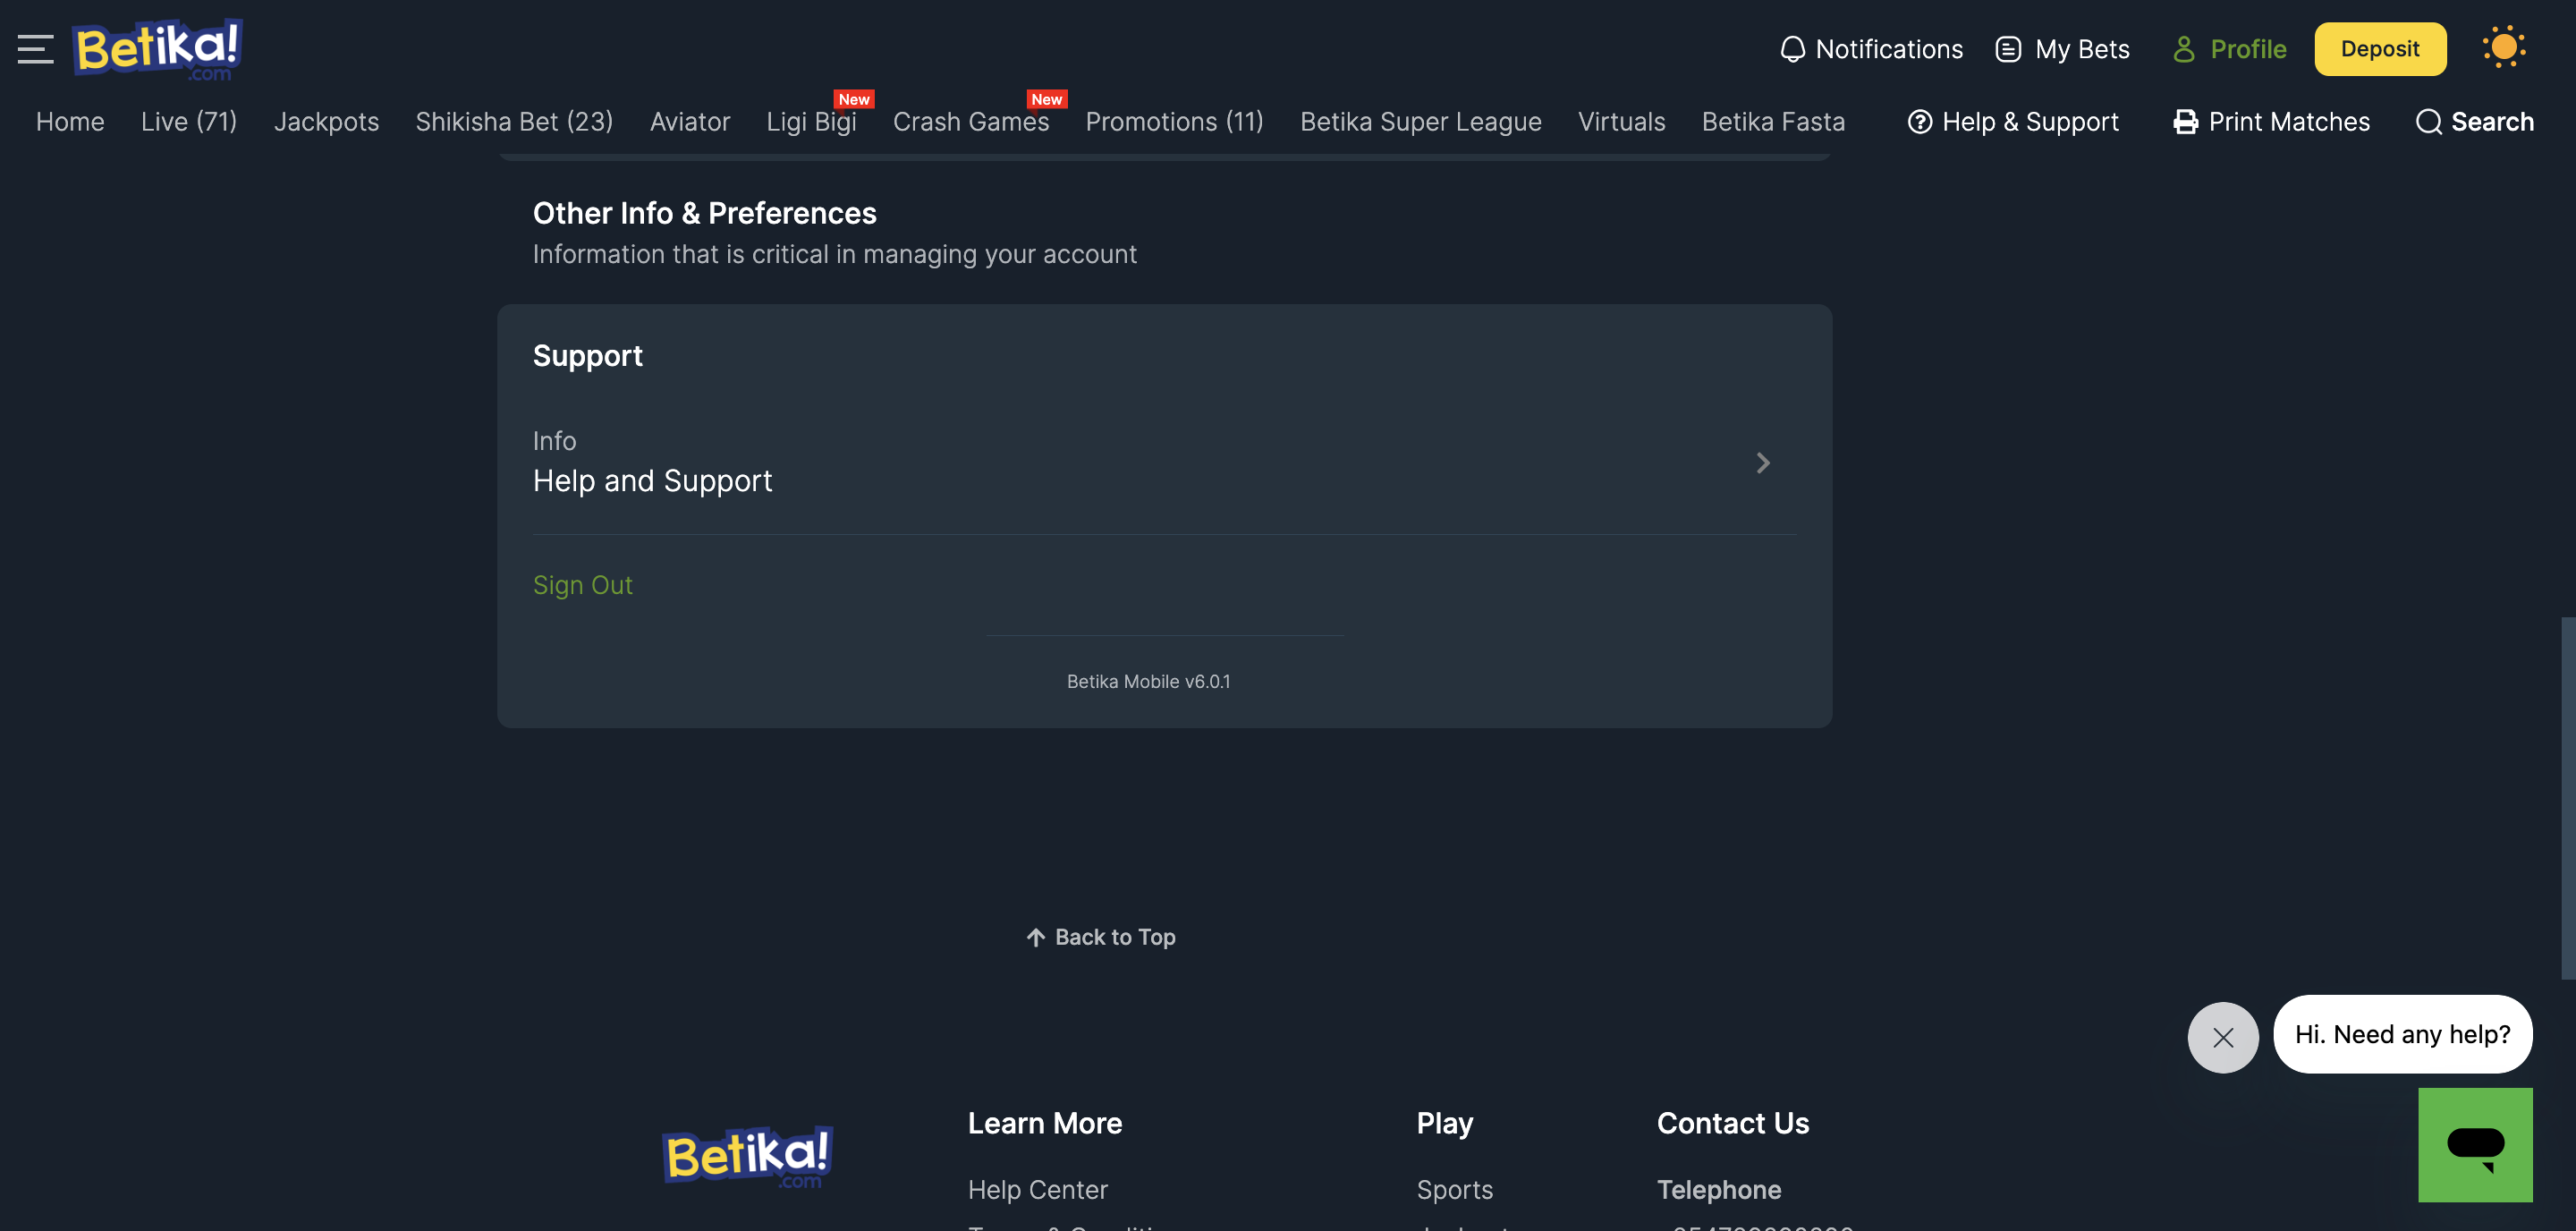 Betika!
.com
Notifications
My Bets
Profile
Deposit
Home
Live (71)
Jackpots
Shikisha Bet (23)
Aviator
Ligi Bigi
New
Crash Games
New
Promotions (11)
Betika Super League
Virtuals
Betika Fasta
Help & Support
Print Matches
Search
Other Info & Preferences
Information that is critical in managing your account
Support
Info
Help and Support
Sign Out
Betika Mobile v6.0.1
Back to Top
Hi. Need any help?
Betika!
.com
Learn More
Help Center
Play
Sports
Contact Us
Telephone